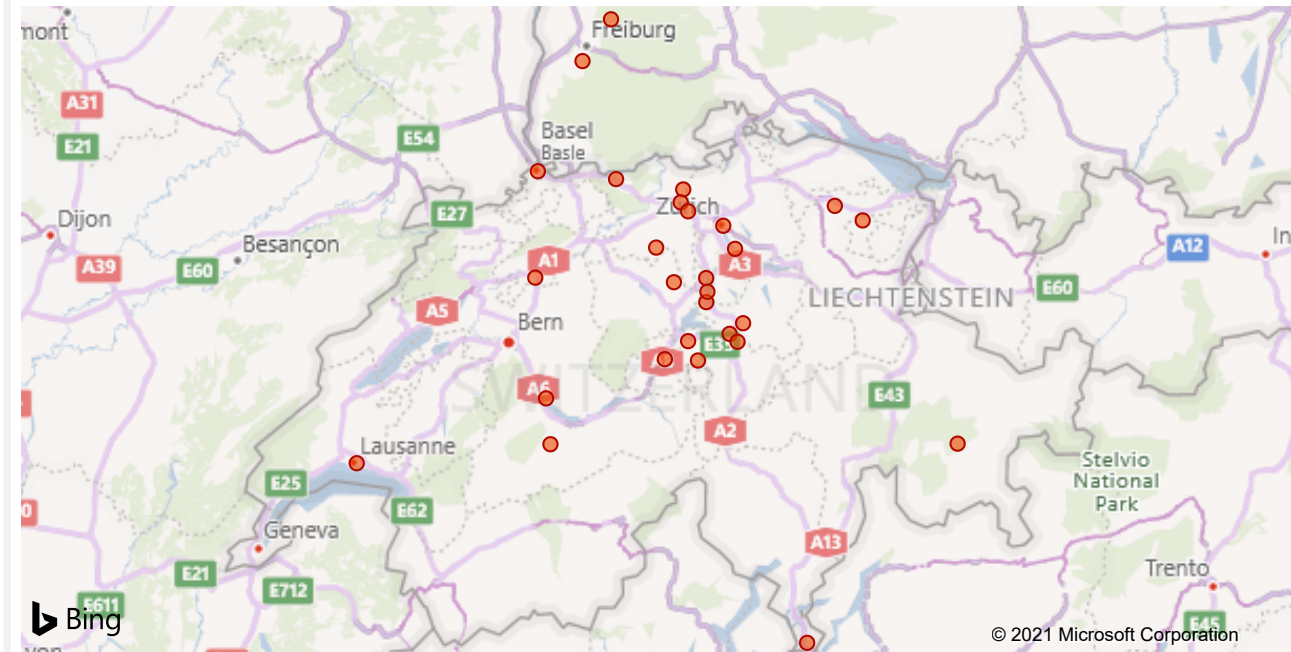 mont
Freiburg
A31
E21
E54
Basel
Basle
Zürich
Dijon
E27
Besançon
A39
E60
A1
A3
A12
In
E60
LIECHTENSTEIN
A5
Bern
E35
SWITZERLAND
A6
E43
A2
Lausanne
Stelvio
National
Park
E25
E62
Geneva
A13
E21
E712
Trento
E611
Bing
E45
© 2021 Microsoft Corporation